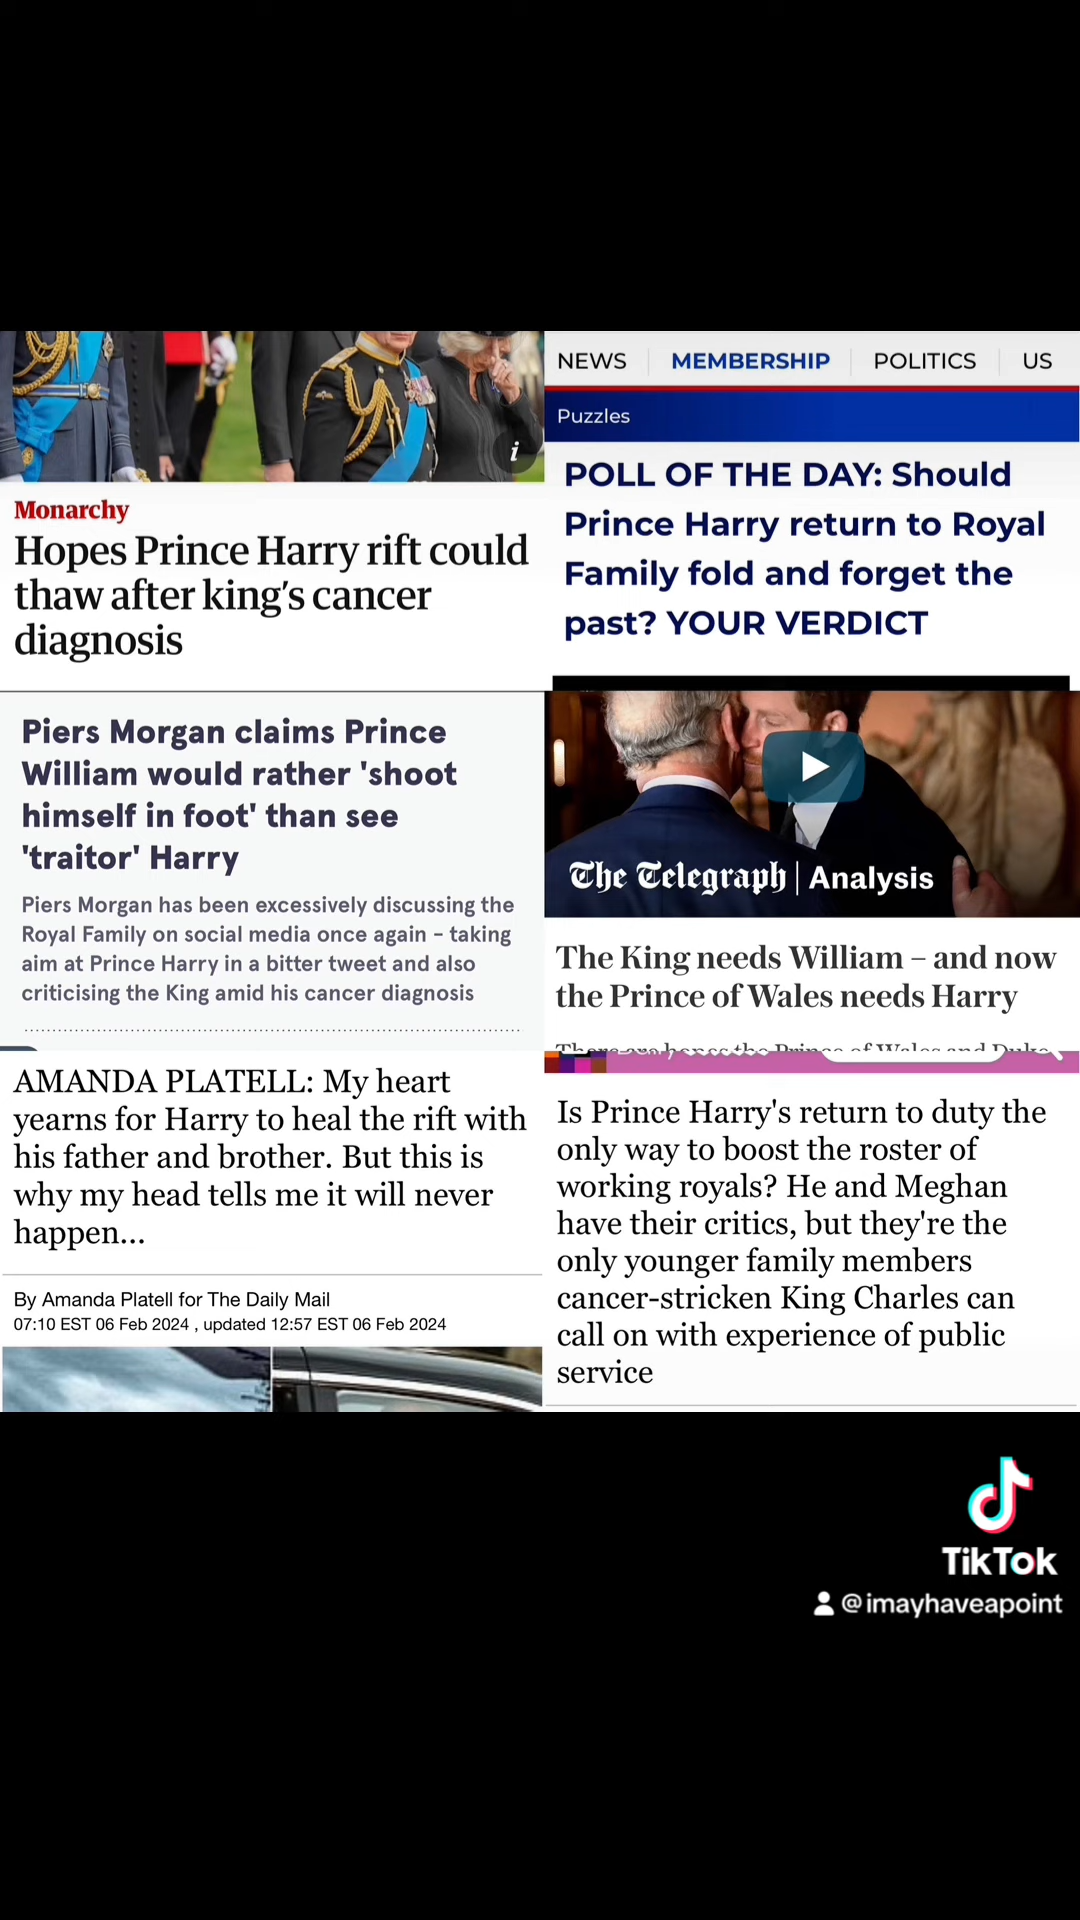 i
Monarchy
Hopes Prince Harry rift could
thaw after king's cancer
diagnosis
NEWS MEMBERSHIP POLITICS US
Puzzles
POLL OF THE DAY: Should
Prince Harry return to Royal
Family fold and forget the
past? YOUR VERDICT
Piers Morgan claims Prince
William would rather 'shoot
himself in foot' than see
'traitor' Harry
Piers Morgan has been excessively discussing the
Royal Family on social media once again – taking
aim at Prince Harry in a bitter tweet and also
criticising the King amid his cancer diagnosis
The Telegraph | Analysis
The King needs William – and now
the Prince of Wales needs Harry
There are hopes the Prince of Wales and Duke
AMANDA PLATELL: My heart
yearns for Harry to heal the rift with
his father and brother. But this is
why my head tells me it will never
happen...
By Amanda Platell for The Daily Mail
07:10 EST 06 Feb 2024 , updated 12:57 EST 06 Feb 2024
Is Prince Harry's return to duty the
only way to boost the roster of
working royals? He and Meghan
have their critics, but they're the
only younger family members
cancer-stricken King Charles can
call on with experience of public
service
TikTok
@imayhaveapoint